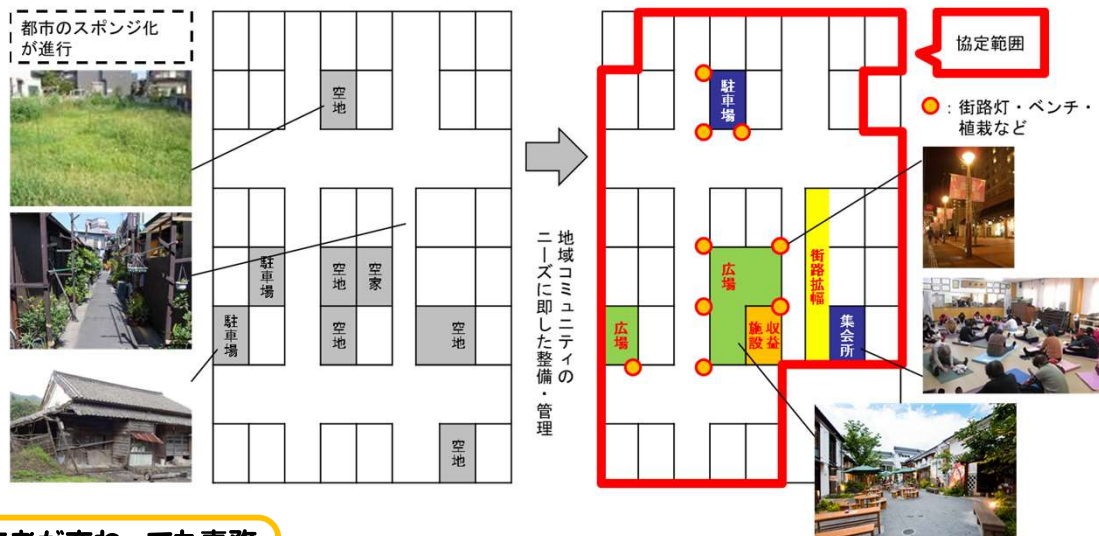 都市のスポンジ化
が進行
空地
駐車場
空地
空家
駐車場
空地
空地
空地
地域コミュニティの
ニーズに即した整備・管理
協定範囲
：街路灯・ベンチ・
植栽など
駐車場
広場
街路拡幅
広場
収益
施設
集会所